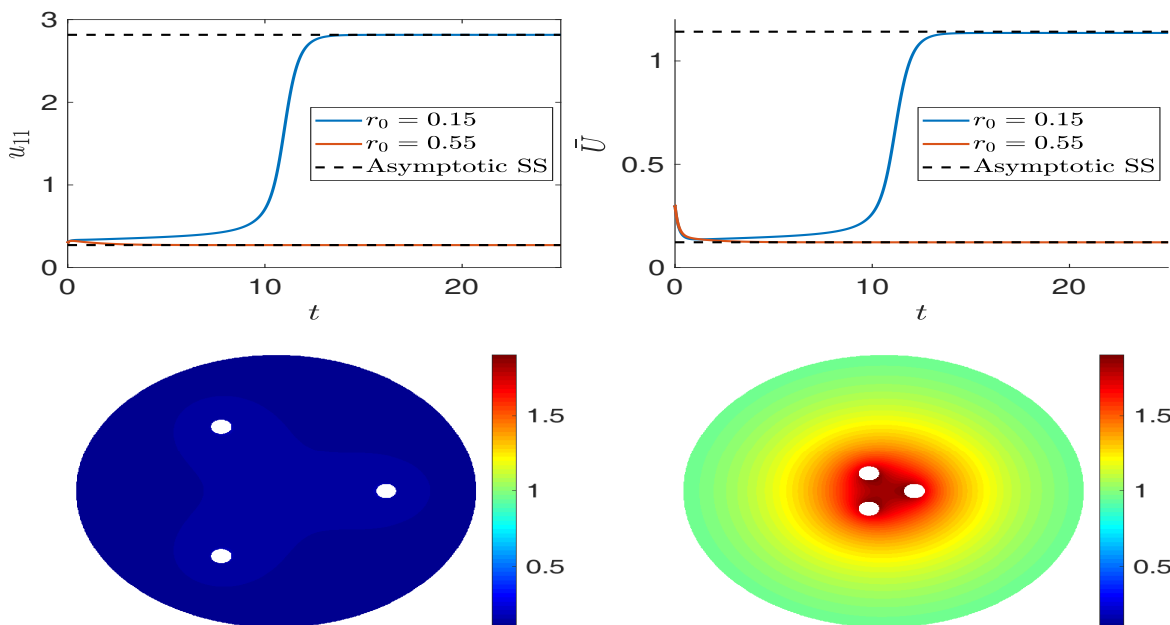 3
2
1
0
0
10
20
u₁₁
t
r₀ = 0.15
r₀ = 0.55
Asymptotic SS
1
0.5
0
0
10
20
Ū
t
r₀ = 0.15
r₀ = 0.55
Asymptotic SS
1.5
1
0.5
1.5
1
0.5